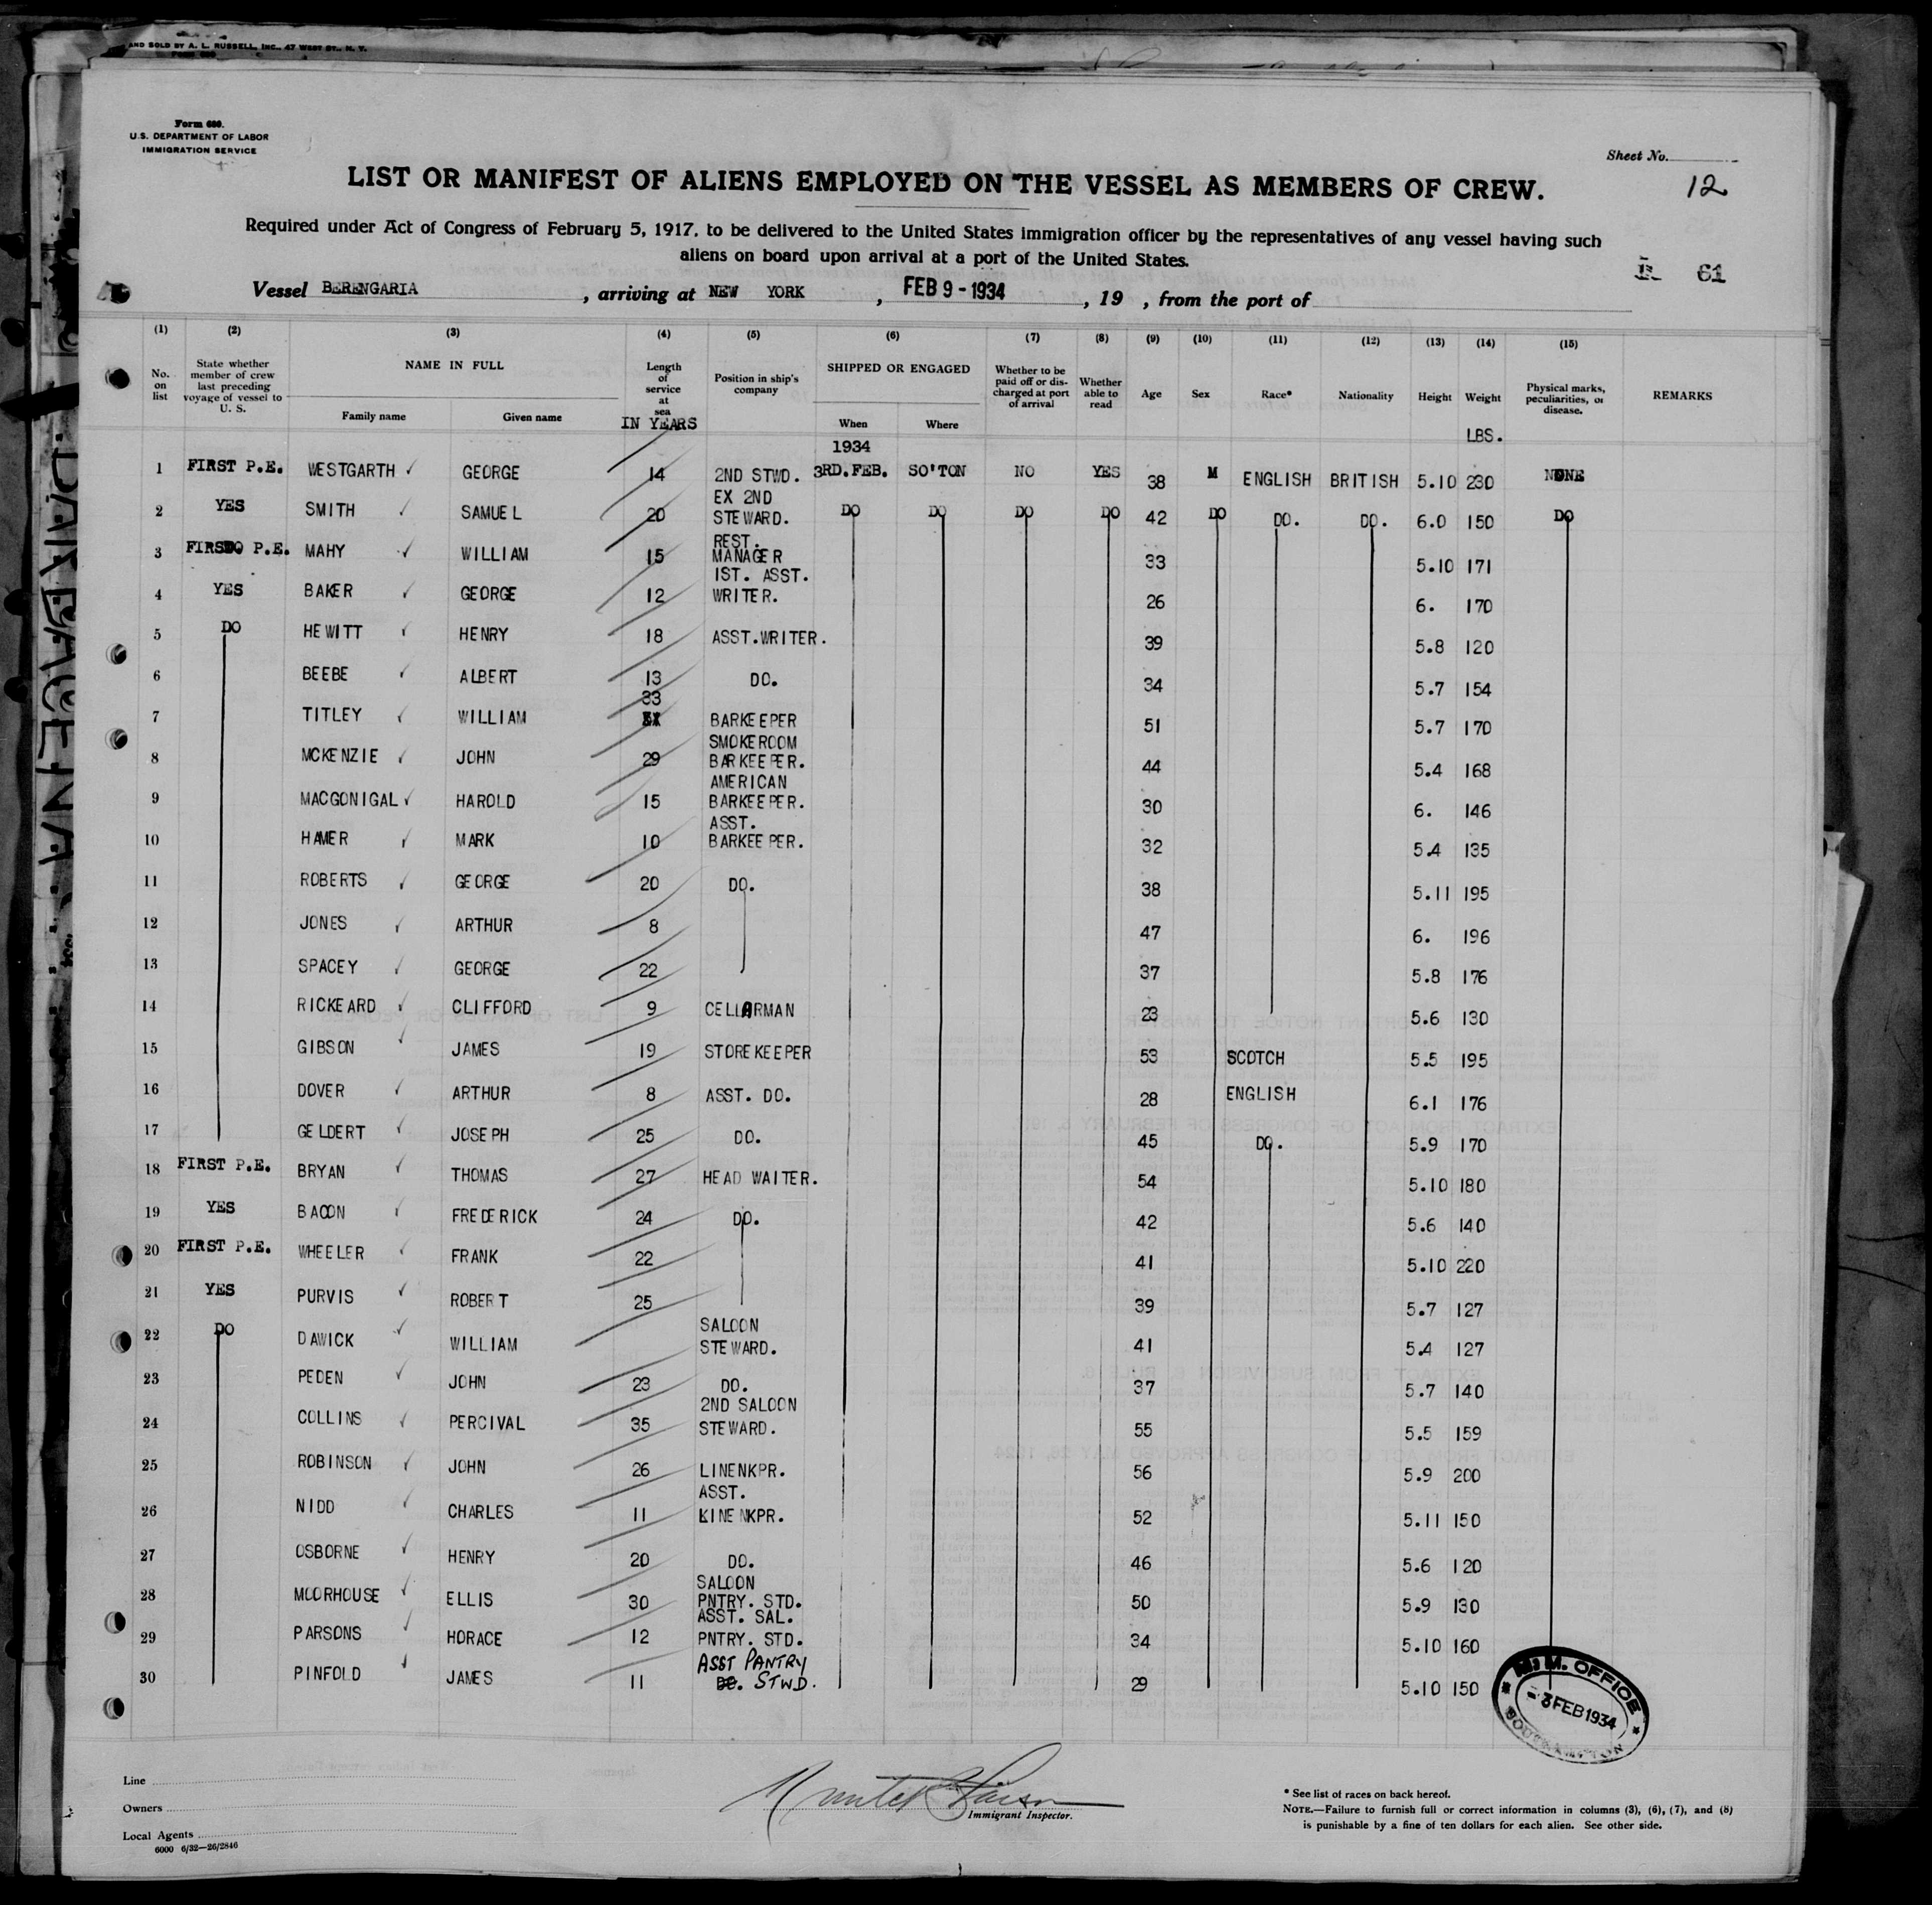 AND SOLD BY A. L. RUSSELL, INC., 47 WEST ST., N. Y.
Form 680.
U.S. DEPARTMENT OF LABOR
IMMIGRATION SERVICE
Sheet No.
12
LIST OR MANIFEST OF ALIENS EMPLOYED ON THE VESSEL AS MEMBERS OF CREW.
Required under Act of Congress of February 5, 1917, to be delivered to the United States immigration officer by the representatives of any vessel having such
aliens on board upon arrival at a port of the United States.
61
Vessel BERENGARIA , arriving at NEW YORK , FEB 9 - 1934 , 19 , from the port of
(1) (2) (3) (4) (5) (6) (7) (8) (9) (10) (11) (12) (13) (14) (15)
No. on list State whether member of crew last preceding voyage of vessel to U. S. NAME IN FULL Family name Given name Length of service at sea IN YEARS Position in ship's company SHIPPED OR ENGAGED When Where Whether to be paid off or discharged at port of arrival Whether able to read Age Sex Race* Nationality Height Weight Physical marks, peculiarities, or disease. REMARKS
1934 LBS.
1 FIRST P.E. WESTGARTH ✓ GEORGE 14 2ND STWD. 3RD.FEB. SO'TON NO YES 38 M ENGLISH BRITISH 5.10 230 NONE
2 YES SMITH ✓ SAMUEL 20 EX 2ND STEWARD. DO DO DO DO 42 DO DO. DO. 6.0 150 DO
3 FIRST P.E. MAHY ✓ WILLIAM 15 REST. MANAGER 33 5.10 171
4 YES BAKER ✓ GEORGE 12 IST. ASST. WRITER. 26 6. 170
5 DO HEWITT ✓ HENRY 18 ASST.WRITER. 39 5.8 120
6 BEEBE ✓ ALBERT 13 DO. 34 5.7 154
7 TITLEY ✓ WILLIAM 33 BARKEEPER 51 5.7 170
8 MCKENZIE ✓ JOHN 29 SMOKEROOM BARKEEPER. 44 5.4 168
9 MACGONIGAL ✓ HAROLD 15 AMERICAN BARKEEPER. 30 6. 146
10 HAMER ✓ MARK 10 ASST. BARKEEPER. 32 5.4 135
11 ROBERTS ✓ GEORGE 20 DO. 38 5.11 195
12 JONES ✓ ARTHUR 8 47 6. 196
13 SPACEY ✓ GEORGE 22 37 5.8 176
14 RICKEARD ✓ CLIFFORD 9 CELLARMAN 23 5.6 130
15 GIBSON ✓ JAMES 19 STOREKEEPER 53 SCOTCH 5.5 195
16 DOVER ✓ ARTHUR 8 ASST. DO. 28 ENGLISH 6.1 176
17 GELDERT ✓ JOSEPH 25 DO. 45 DO. 5.9 170
18 FIRST P.E. BRYAN ✓ THOMAS 27 HEAD WAITER. 54 5.10 180
19 YES BACON ✓ FREDERICK 24 DO. 42 5.6 140
20 FIRST P.E. WHEELER ✓ FRANK 22 41 5.10 220
21 YES PURVIS ✓ ROBERT 25 39 5.7 127
22 DO DAWICK ✓ WILLIAM SALOON STEWARD. 41 5.4 127
23 PEDEN ✓ JOHN 23 DO. 37 5.7 140
24 COLLINS ✓ PERCIVAL 35 2ND SALOON STEWARD. 55 5.5 159
25 ROBINSON ✓ JOHN 26 LINENKPR. 56 5.9 200
26 NIDD ✓ CHARLES 11 ASST. LINENKPR. 52 5.11 150
27 OSBORNE ✓ HENRY 20 DO. 46 5.6 120
28 MOORHOUSE ✓ ELLIS 30 SALOON PNTRY. STD. 50 5.9 130
29 PARSONS ✓ HORACE 12 ASST. SAL. PNTRY. STD. 34 5.10 160
30 PINFOLD ✓ JAMES 11 ASST PANTRY STWD. 29 5.10 150
M. M. OFFICE
- 3 FEB 1934
SOUTHAMPTON
Line
Owners
Local Agents
6000 6/32—26/2846
Immigrant Inspector.
* See list of races on back hereof.
NOTE.—Failure to furnish full or correct information in columns (3), (6), (7), and (8)
is punishable by a fine of ten dollars for each alien. See other side.